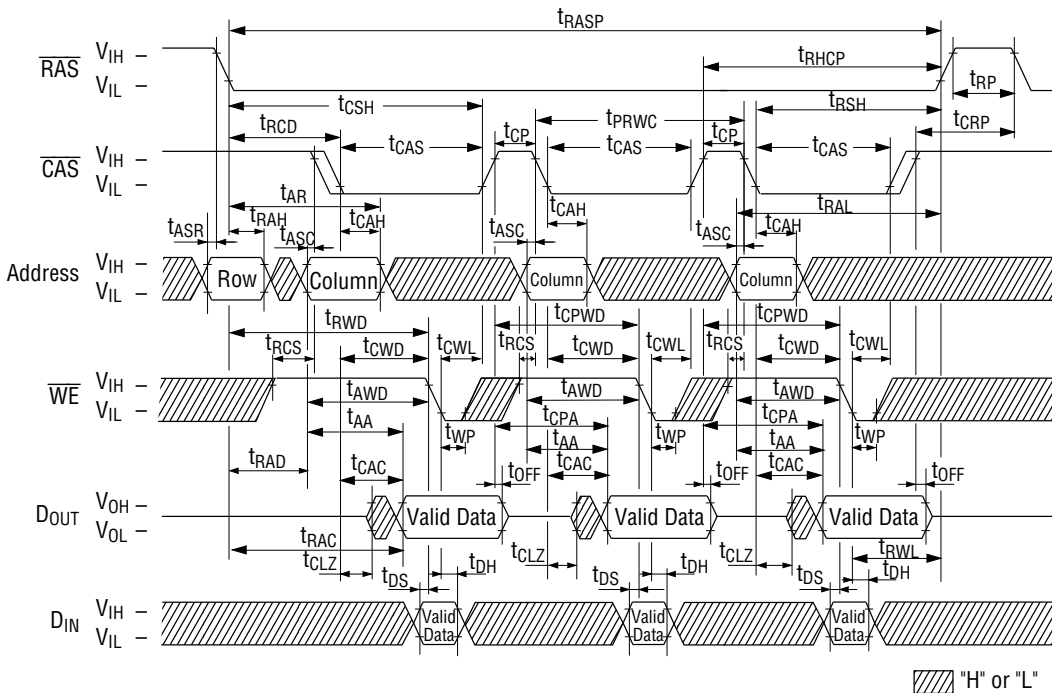 tRASP
RAS VIH
VIL
tRHCP
tRP
tCSH
tRSH
tRCD
tCP
tPRWC
tCP
tCRP
CAS VIH
VIL
tCAS
tCAS
tCAS
tAR
tRAL
tASR
tRAH
tASC
tCAH
tASC
tCAH
tASC
tCAH
Address VIH
VIL
Row
Column
Column
Column
tRWD
tCPWD
tCPWD
tRCS
tCWD
tCWL
tRCS
tCWD
tCWL
tRCS
tCWD
tCWL
WE VIH
VIL
tAWD
tAWD
tAWD
tAA
tWP
tCPA
tWP
tCPA
tWP
tAA
tAA
tRAD
tCAC
tOFF
tCAC
tOFF
tCAC
tOFF
DOUT VOH
VOL
Valid Data
Valid Data
Valid Data
tRAC
tCLZ
tCLZ
tCLZ
tRWL
tDS
tDH
tDS
tDH
tDS
tDH
DIN VIH
VIL
Valid
Data
Valid
Data
Valid
Data
"H" or "L"